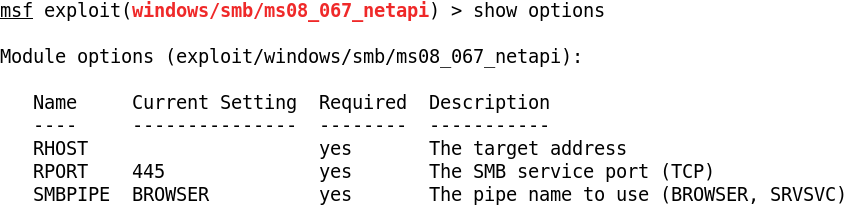 msf exploit(windows/smb/ms08_067_netapi) > show options
Module options (exploit/windows/smb/ms08_067_netapi):
Name     Current Setting  Required  Description
----     ---------------  --------  -----------
RHOST                     yes       The target address
RPORT    445              yes       The SMB service port (TCP)
SMBPIPE  BROWSER          yes       The pipe name to use (BROWSER, SRVSVC)